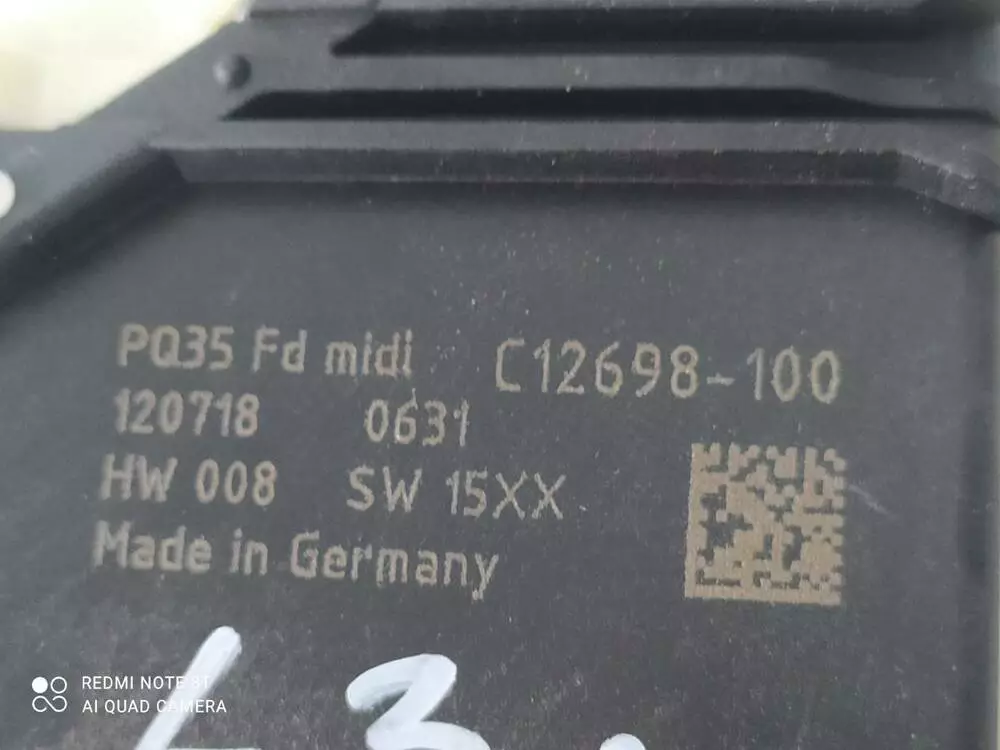 PQ35 Fd midi C12698-100
120718 0631
HW 008 SW 15XX
Made in Germany
REDMI NOTE 8T
AI QUAD CAMERA